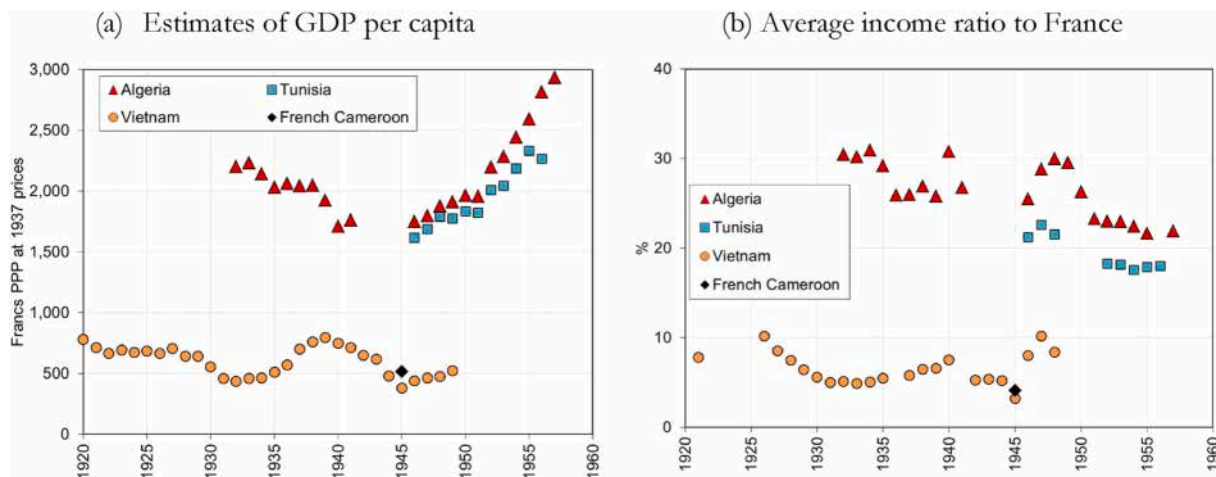 (a) Estimates of GDP per capita
Francs PPP at 1937 prices
3,000
2,500
2,000
1,500
1,000
500
0
Algeria Tunisia
Vietnam French Cameroon
1920 1925 1930 1935 1940 1945 1950 1955 1960
(b) Average income ratio to France
%
40
30
20
10
0
Algeria
Tunisia
Vietnam
French Cameroon
1920 1925 1930 1935 1940 1945 1950 1955 1960